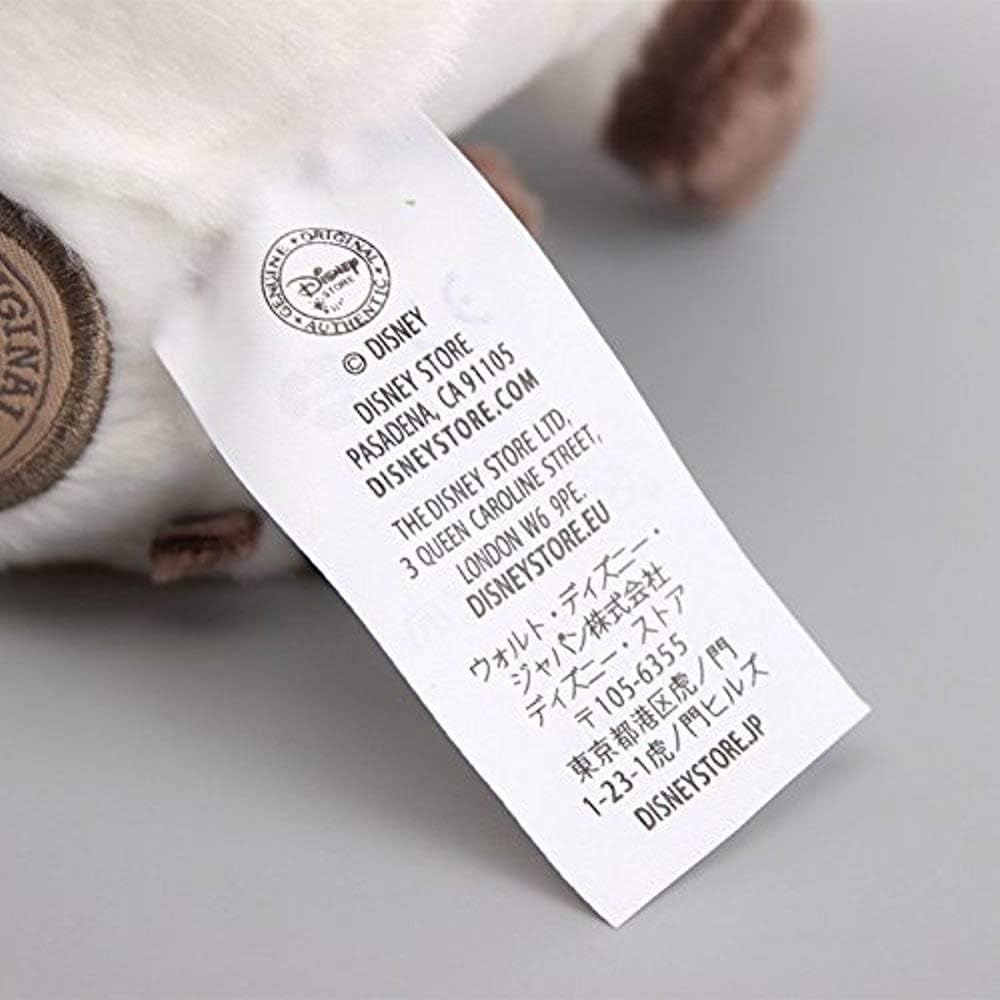 GENUINE • ORIGINAL • AUTHENTIC •
Disney
STORE
© DISNEY
DISNEY STORE
PASADENA, CA 91105
DISNEYSTORE.COM
THE DISNEY STORE LTD,
3 QUEEN CAROLINE STREET,
LONDON W6 9PE.
DISNEYSTORE.EU
ウォルト・ディズニー・
ジャパン株式会社
ディズニー・ストア
〒105-6355
東京都港区虎ノ門
1-23-1虎ノ門ヒルズ
DISNEYSTORE.JP